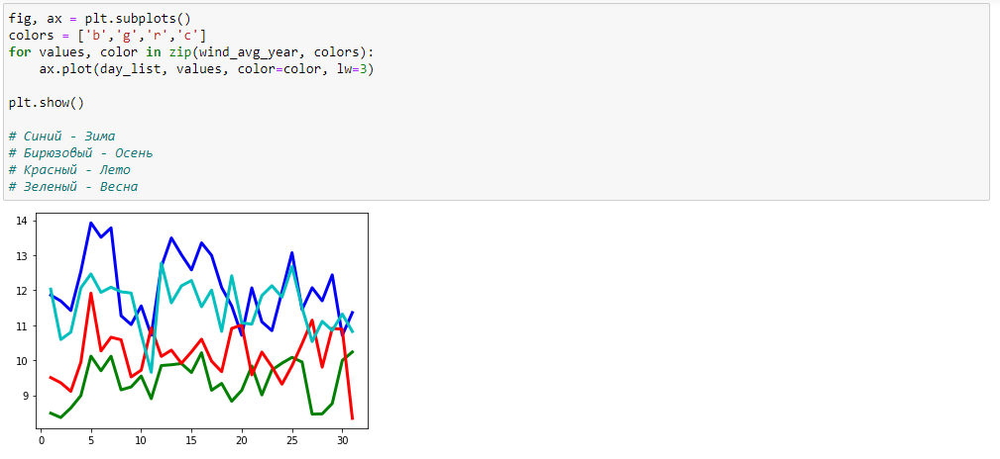 fig, ax = plt.subplots()
colors = ['b','g','r','c']
for values, color in zip(wind_avg_year, colors):
    ax.plot(day_list, values, color=color, lw=3)
plt.show()
# Синий - Зима
# Бирюзовый - Осень
# Красный - Лето
# Зеленый - Весна
14
13
12
11
10
9
0 5 10 15 20 25 30